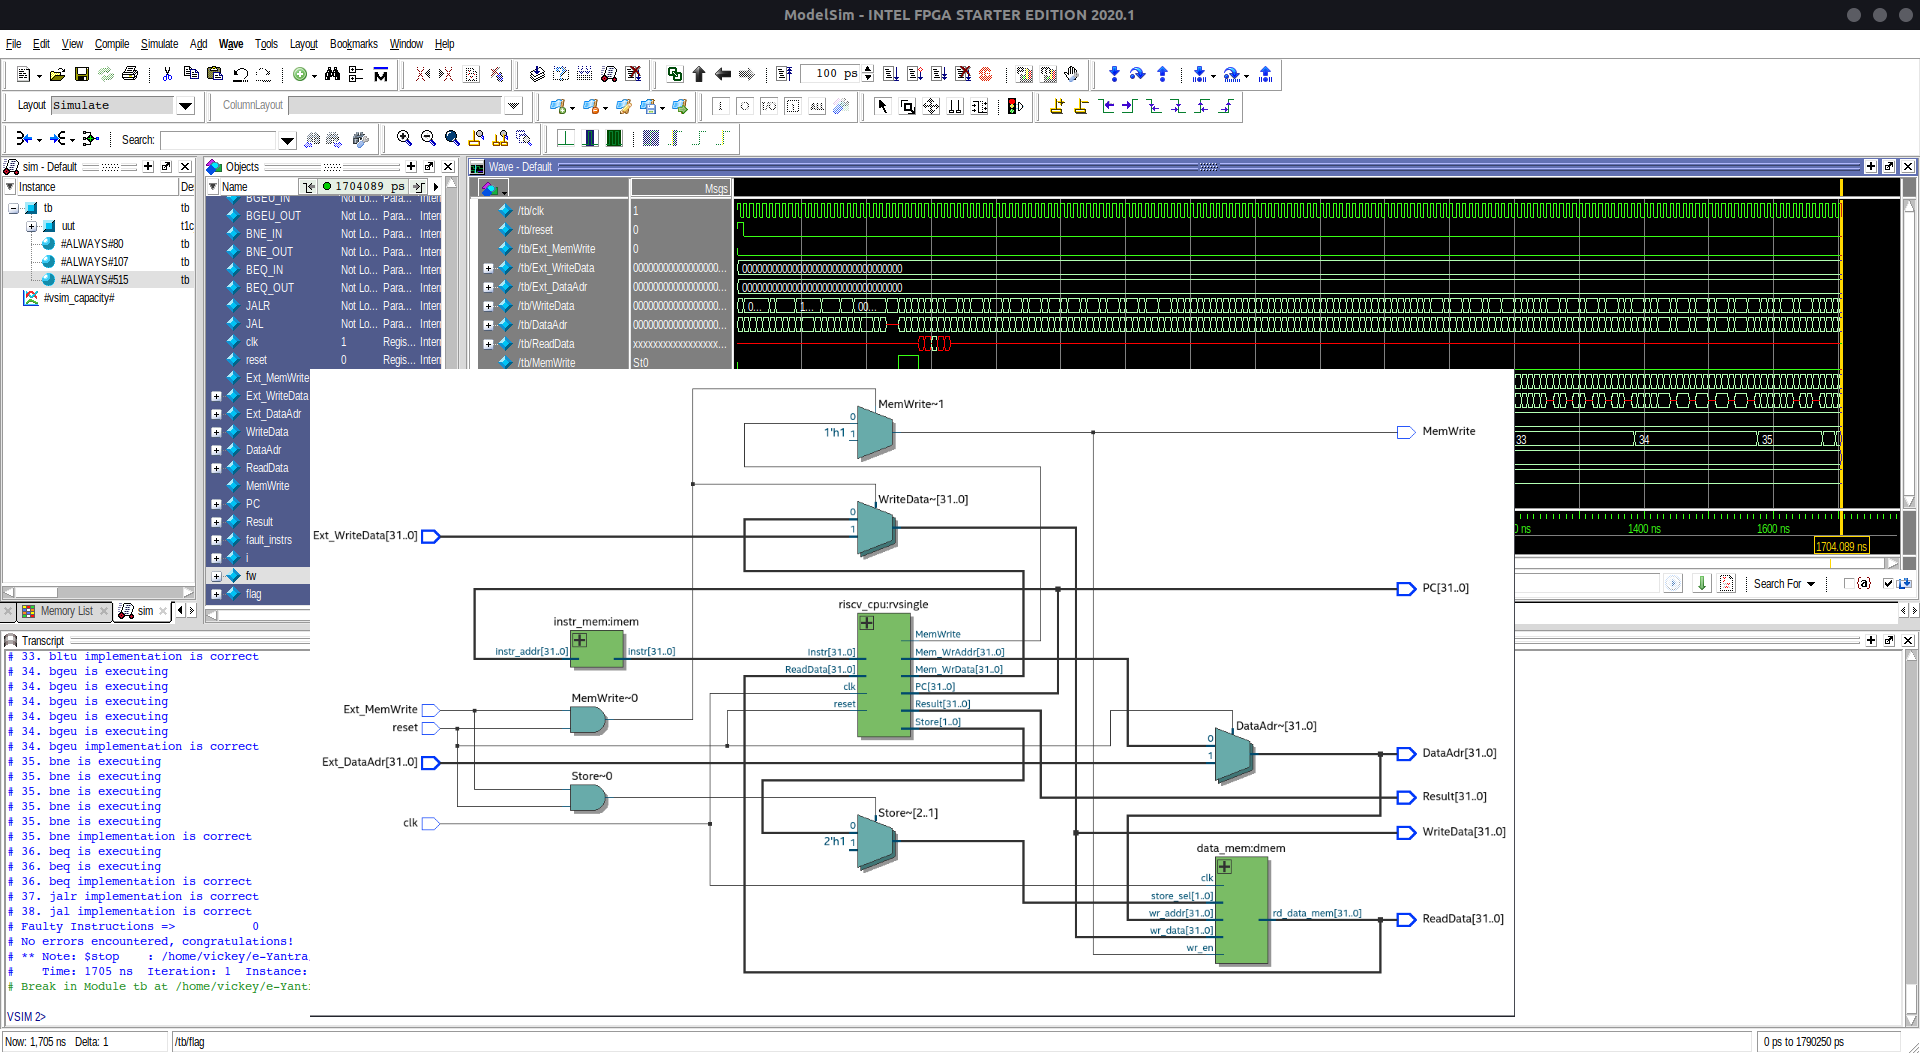 ModelSim - INTEL FPGA STARTER EDITION 2020.1
File Edit View Compile Simulate Add Wave Tools Layout Bookmarks Window Help
100 ps
Layout Simulate
ColumnLayout
Search:
sim - Default
Instance
De
tb tb
uut t1c
#ALWAYS#80 tb
#ALWAYS#107 tb
#ALWAYS#515 tb
#vsim_capacity#
Memory List
sim
Objects
Name
1704089 ps
BGEU_IN Not Lo... Para... Inter
BGEU_OUT Not Lo... Para... Inter
BNE_IN Not Lo... Para... Inter
BNE_OUT Not Lo... Para... Inter
BEQ_IN Not Lo... Para... Inter
BEQ_OUT Not Lo... Para... Inter
JALR Not Lo... Para... Inter
JAL Not Lo... Para... Inter
clk 1 Regis... Inter
reset 0 Regis... Inter
Ext_MemWrite
Ext_WriteData
Ext_DataAdr
WriteData
DataAdr
ReadData
MemWrite
PC
Result
fault_instrs
i
fw
flag
Wave - Default
Msgs
/tb/clk 1
/tb/reset 0
/tb/Ext_MemWrite 0
/tb/Ext_WriteData 0000000000000000... 00000000000000000000000000000000
/tb/Ext_DataAdr 0000000000000000... 00000000000000000000000000000000
/tb/WriteData 0000000000000000... 0... 1... 00...
/tb/DataAdr 0000000000000000...
/tb/ReadData xxxxxxxxxxxxxxxx...
/tb/MemWrite St0
33 34 35
ns 1400 ns 1600 ns
1704.089 ns
Search For
MemWrite~1
0
1'h1 1
MemWrite
WriteData~[31..0]
0
1
Ext_WriteData[31..0]
PC[31..0]
riscv_cpu:rvsingle
instr_mem:imem
instr_addr[31..0] instr[31..0]
Instr[31..0]
ReadData[31..0]
clk
reset
MemWrite
Mem_WrAddr[31..0]
Mem_WrData[31..0]
PC[31..0]
Result[31..0]
Store[1..0]
MemWrite~0
Ext_MemWrite
reset
DataAdr~[31..0]
0
1
DataAdr[31..0]
Ext_DataAdr[31..0]
Store~0
Result[31..0]
Store~[2..1]
0
2'h1 1
clk
WriteData[31..0]
data_mem:dmem
clk
store_sel[1..0]
wr_addr[31..0]
wr_data[31..0]
wr_en
rd_data_mem[31..0]
ReadData[31..0]
Transcript
# 33. bltu implementation is correct
# 34. bgeu is executing
# 34. bgeu is executing
# 34. bgeu is executing
# 34. bgeu is executing
# 34. bgeu is executing
# 34. bgeu implementation is correct
# 35. bne is executing
# 35. bne is executing
# 35. bne is executing
# 35. bne is executing
# 35. bne is executing
# 35. bne implementation is correct
# 36. beq is executing
# 36. beq is executing
# 36. beq implementation is correct
# 37. jalr implementation is correct
# 38. jal implementation is correct
# Faulty Instructions => 0
# No errors encountered, congratulations!
# ** Note: $stop : /home/vickey/e-Yantra
# Time: 1705 ns Iteration: 1 Instance:
# Break in Module tb at /home/vickey/e-Yant
VSIM 2>
Now: 1,705 ns Delta: 1
/tb/flag
0 ps to 1790250 ps